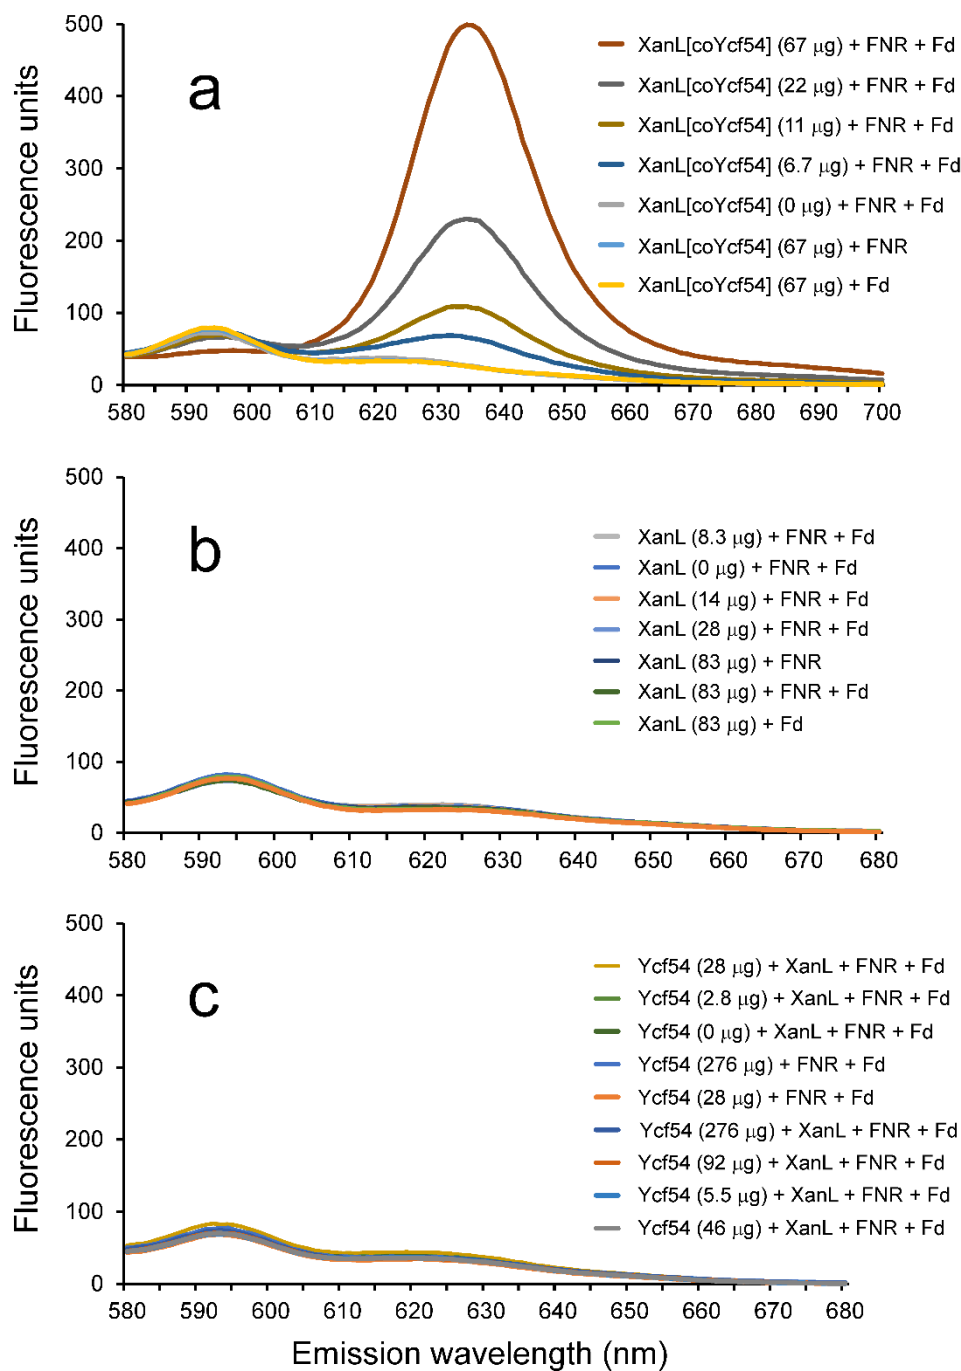 a
Fluorescence units
500
400
300
200
100
0
580 590 600 610 620 630 640 650 660 670 680 690 700
XanL[coYcf54] (67 µg) + FNR + Fd
XanL[coYcf54] (22 µg) + FNR + Fd
XanL[coYcf54] (11 µg) + FNR + Fd
XanL[coYcf54] (6.7 µg) + FNR + Fd
XanL[coYcf54] (0 µg) + FNR + Fd
XanL[coYcf54] (67 µg) + FNR
XanL[coYcf54] (67 µg) + Fd
b
Fluorescence units
500
400
300
200
100
0
580 590 600 610 620 630 640 650 660 670 680
XanL (8.3 µg) + FNR + Fd
XanL (0 µg) + FNR + Fd
XanL (14 µg) + FNR + Fd
XanL (28 µg) + FNR + Fd
XanL (83 µg) + FNR
XanL (83 µg) + FNR + Fd
XanL (83 µg) + Fd
c
Fluorescence units
500
400
300
200
100
0
580 590 600 610 620 630 640 650 660 670 680
Ycf54 (28 µg) + XanL + FNR + Fd
Ycf54 (2.8 µg) + XanL + FNR + Fd
Ycf54 (0 µg) + XanL + FNR + Fd
Ycf54 (276 µg) + FNR + Fd
Ycf54 (28 µg) + FNR + Fd
Ycf54 (276 µg) + XanL + FNR + Fd
Ycf54 (92 µg) + XanL + FNR + Fd
Ycf54 (5.5 µg) + XanL + FNR + Fd
Ycf54 (46 µg) + XanL + FNR + Fd
Emission wavelength (nm)